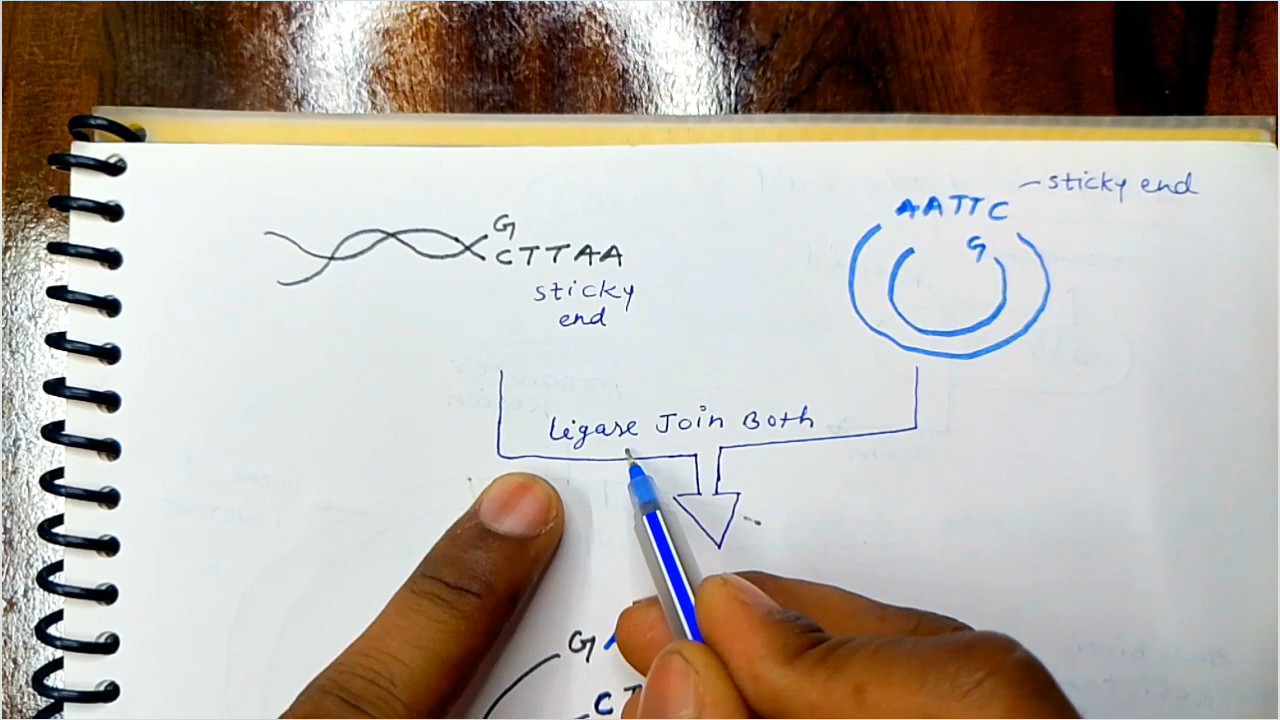 sticky end
AATTC
G
G
CTTAA
sticky
end
Ligase Join Both
G
CT